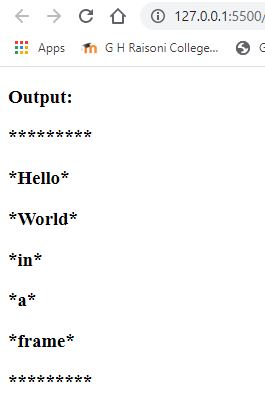 127.0.0.1:5500/
Apps G H Raisoni College... G
Output:
*********
*Hello*
*World*
*in*
*a*
*frame*
*********